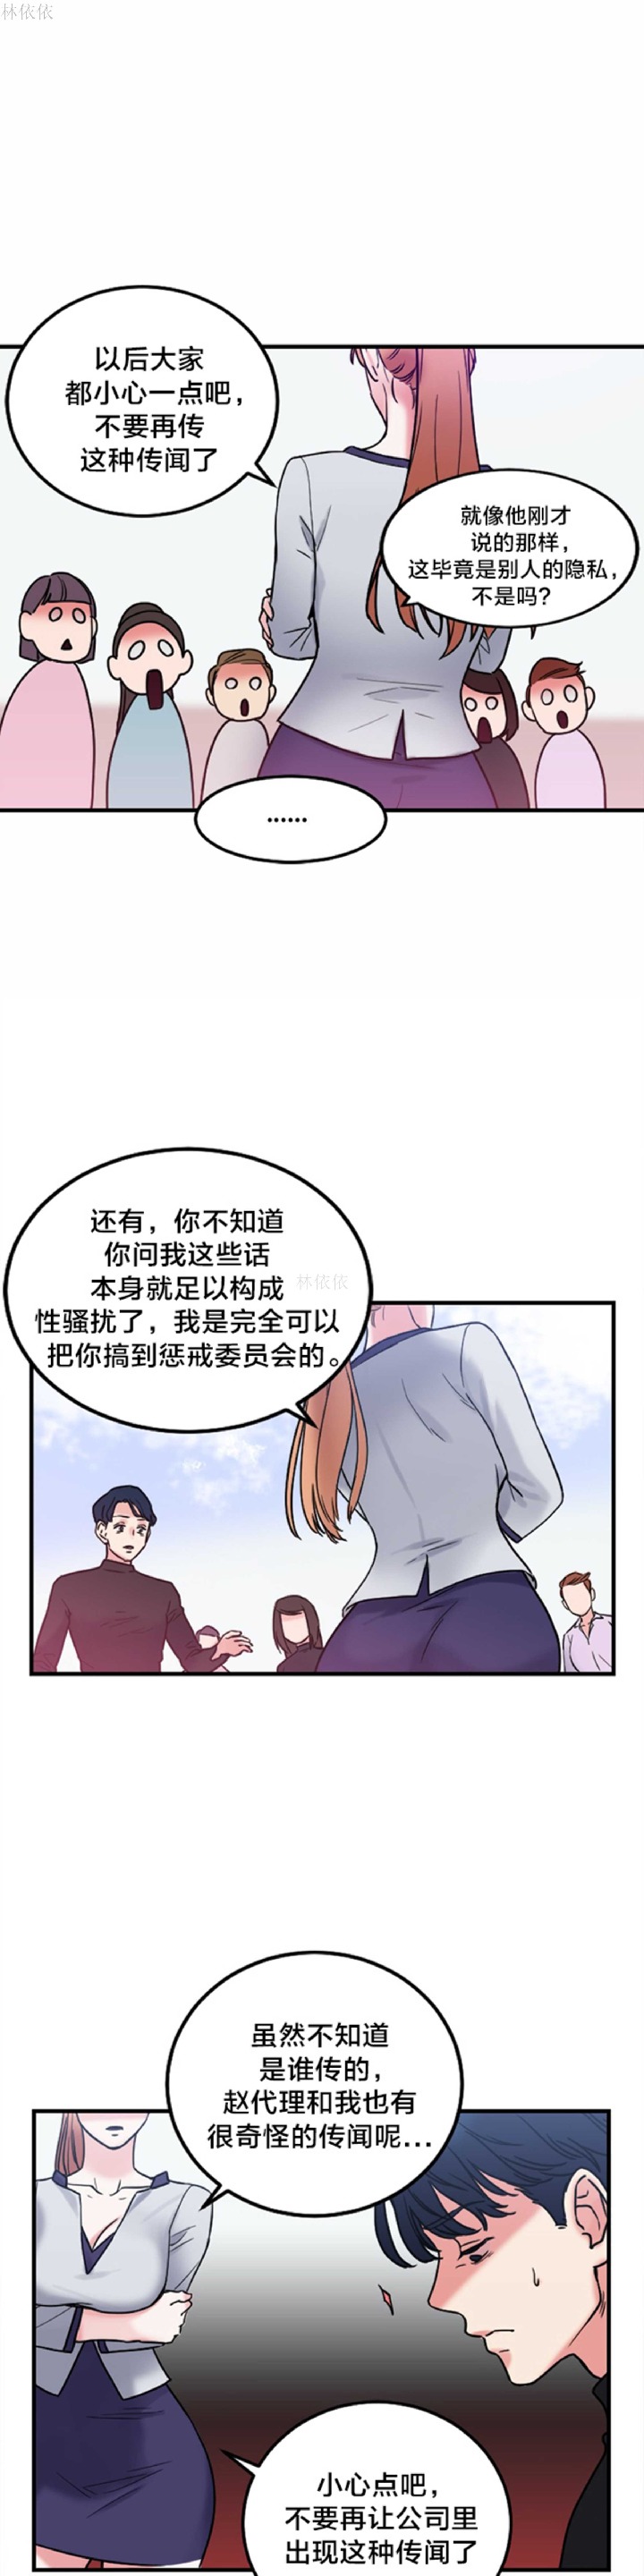 林依依
以后大家
都小心一点吧，
不要再传
这种传闻了
就像他刚才
说的那样，
这毕竟是别人的隐私，
不是吗？
……
还有，你不知道
你问我这些话
本身就足以构成
性骚扰了，我是完全可以
把你搞到惩戒委员会的。
林依依
虽然不知道
是谁传的，
赵代理和我也有
很奇怪的传闻呢…
小心点吧，
不要再让公司里
出现这种传闻了